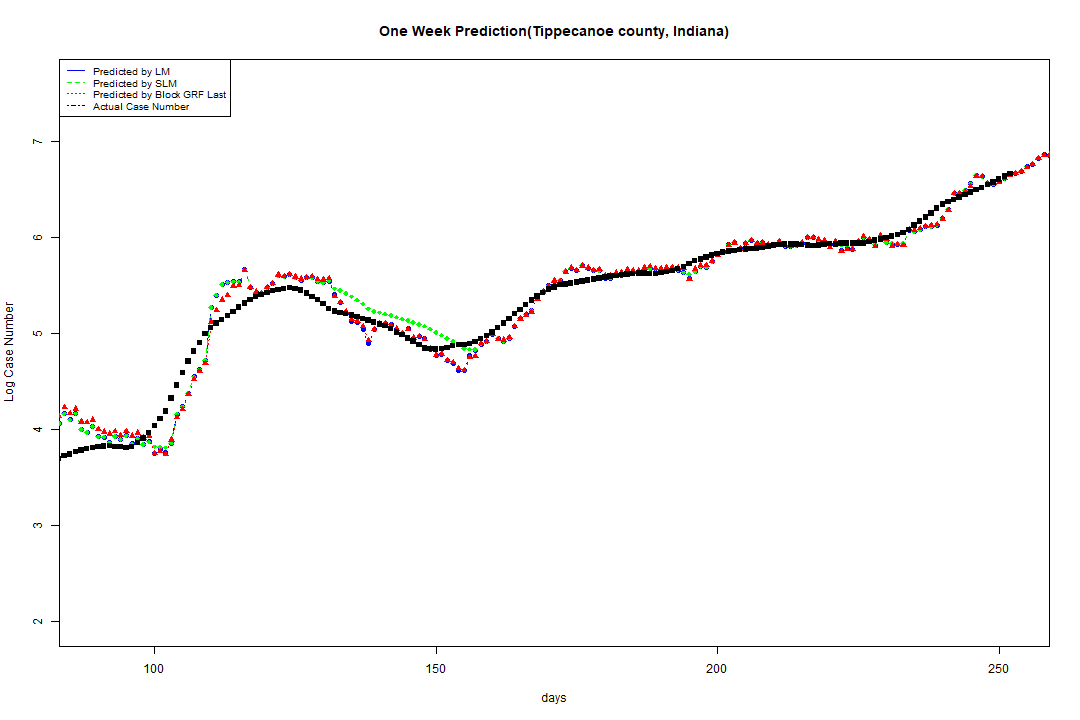 One Week Prediction(Tippecanoe county, Indiana)
Predicted by LM
Predicted by SLM
Predicted by Block GRF Last
Actual Case Number
Log Case Number
7
6
5
4
3
2
100
150
200
250
days